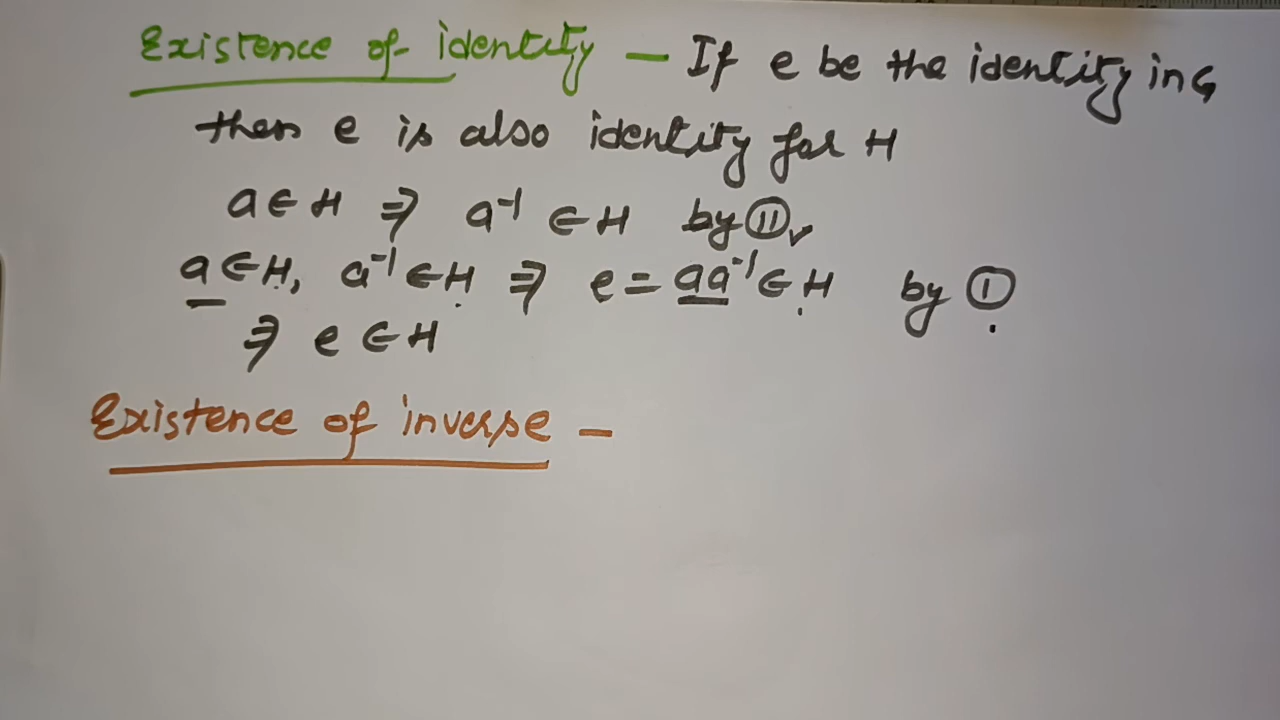 Existence of identity — If e be the identity in G
then e is also identity for H
a ∈ H ⇒ a⁻¹ ∈ H by (II)
a ∈ H, a⁻¹ ∈ H ⇒ e = aa⁻¹ ∈ H by (I)
⇒ e ∈ H
Existence of inverse —